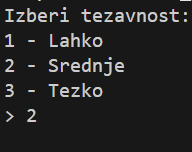 Izberi tezavnost:
1 - Lahko
2 - Srednje
3 - Tezko
> 2